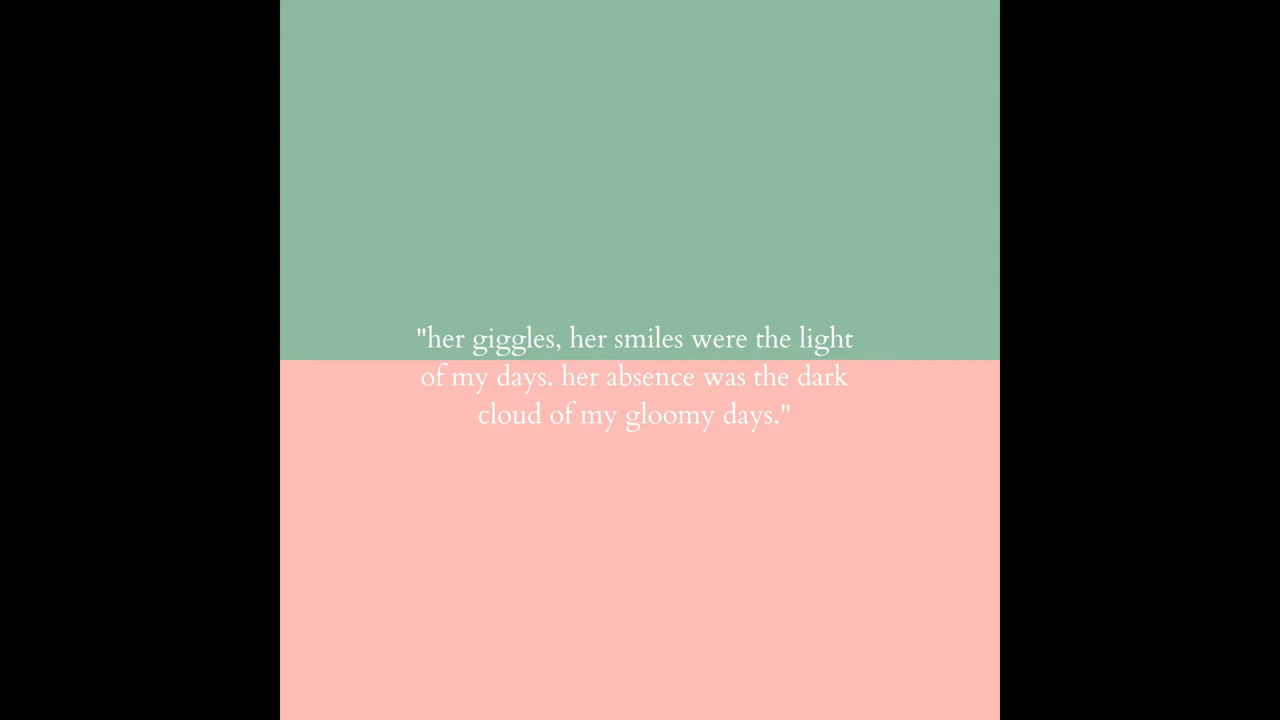 "her giggles, her smiles were the light
of my days. her absence was the dark
cloud of my gloomy days."